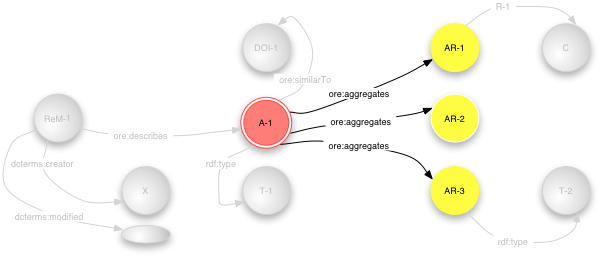 R-1
DOI-1
AR-1
C
ore:similarTo
ore:aggregates
ReM-1
A-1
ore:aggregates
AR-2
ore:describes
ore:aggregates
dcterms:creator
rdf:type
X
T-1
AR-3
T-2
dcterms:modified
rdf:type